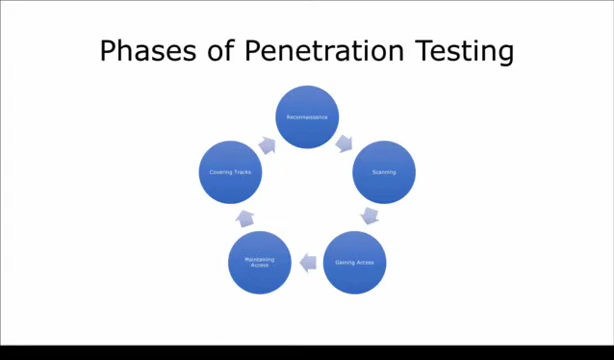 Phases of Penetration Testing
Reconnaissance
Scanning
Gaining Access
Maintaining
Access
Covering Tracks